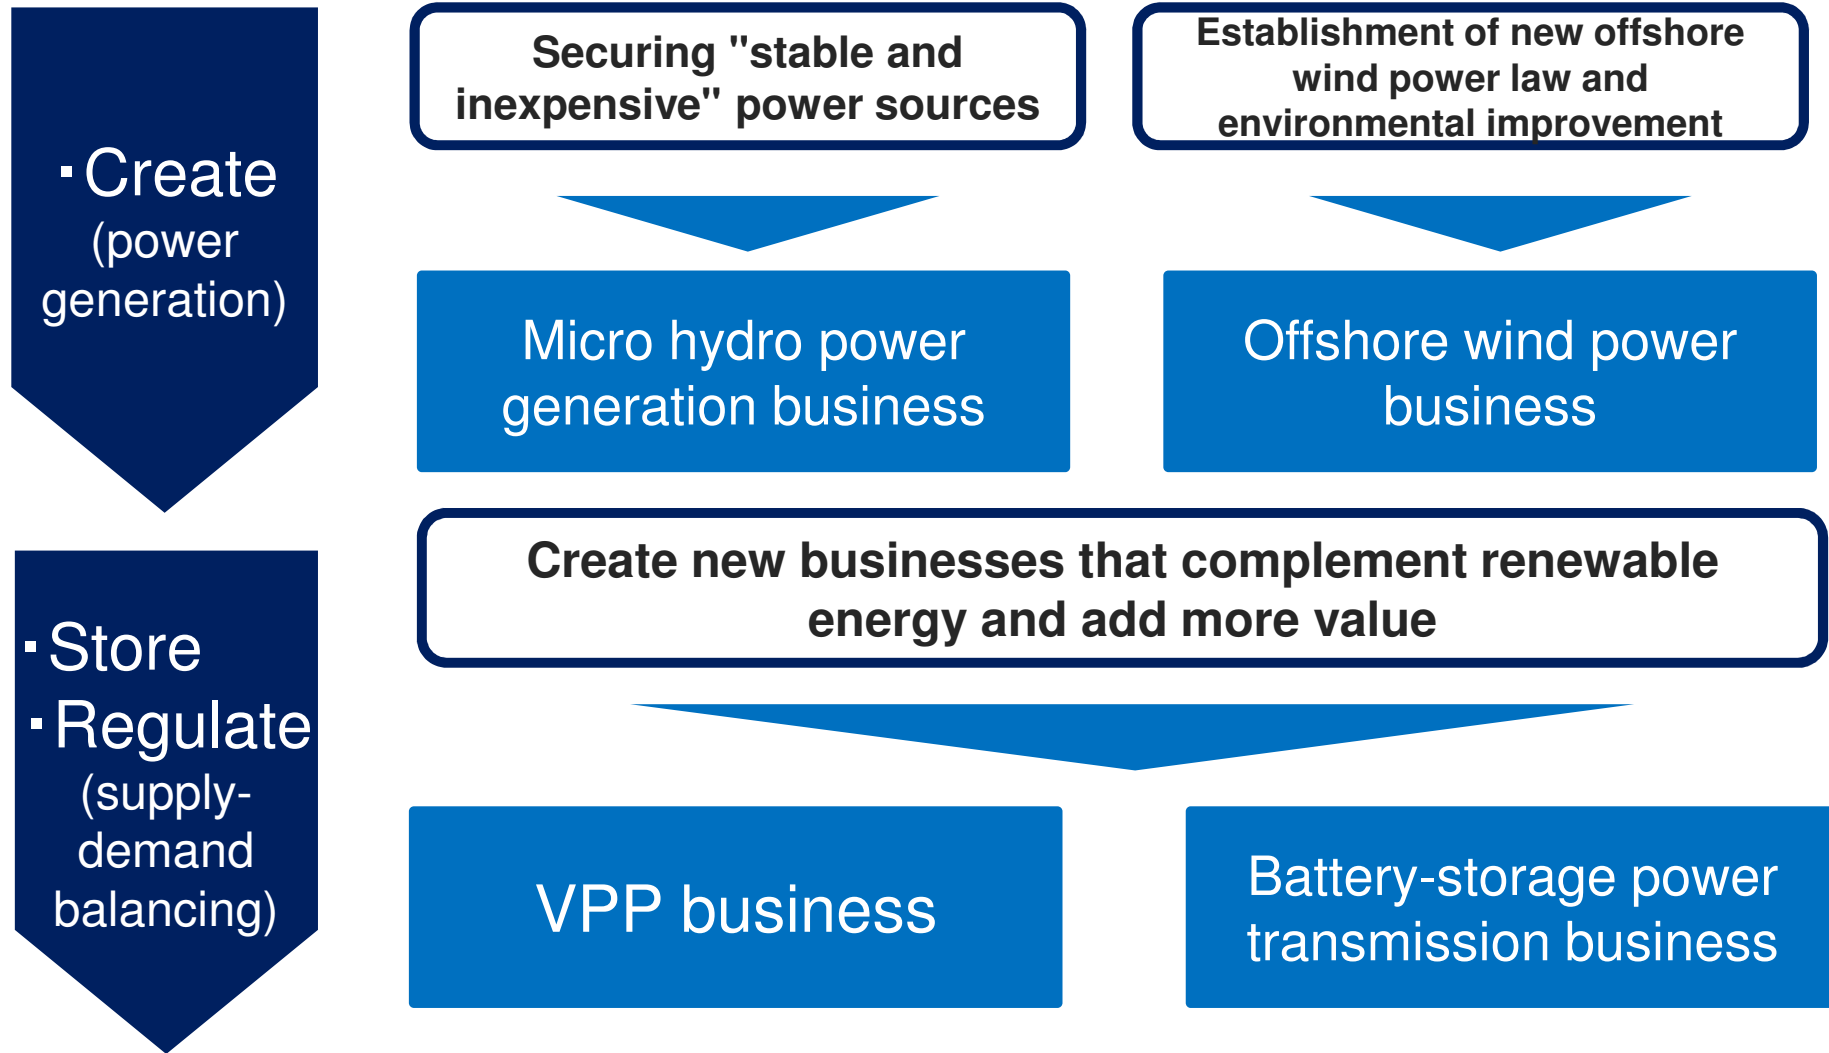 ▪Create
(power
generation)
Securing "stable and
inexpensive" power sources
Establishment of new offshore
wind power law and
environmental improvement
Micro hydro power
generation business
Offshore wind power
business
▪Store
▪Regulate
(supply-
demand
balancing)
Create new businesses that complement renewable
energy and add more value
VPP business
Battery-storage power
transmission business